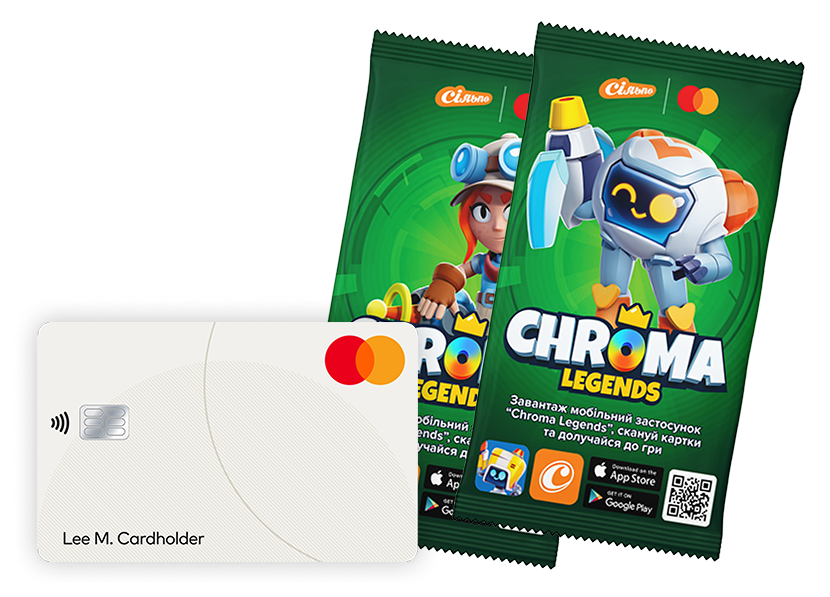 Сільпо
Сільпо
CHROMA
LEGENDS
Завантаж мобільний застосунок
“Chroma Legends”, скануй картки
та долучайся до гри
Download on the
App Store
GET IT ON
Google Play
Lee M. Cardholder